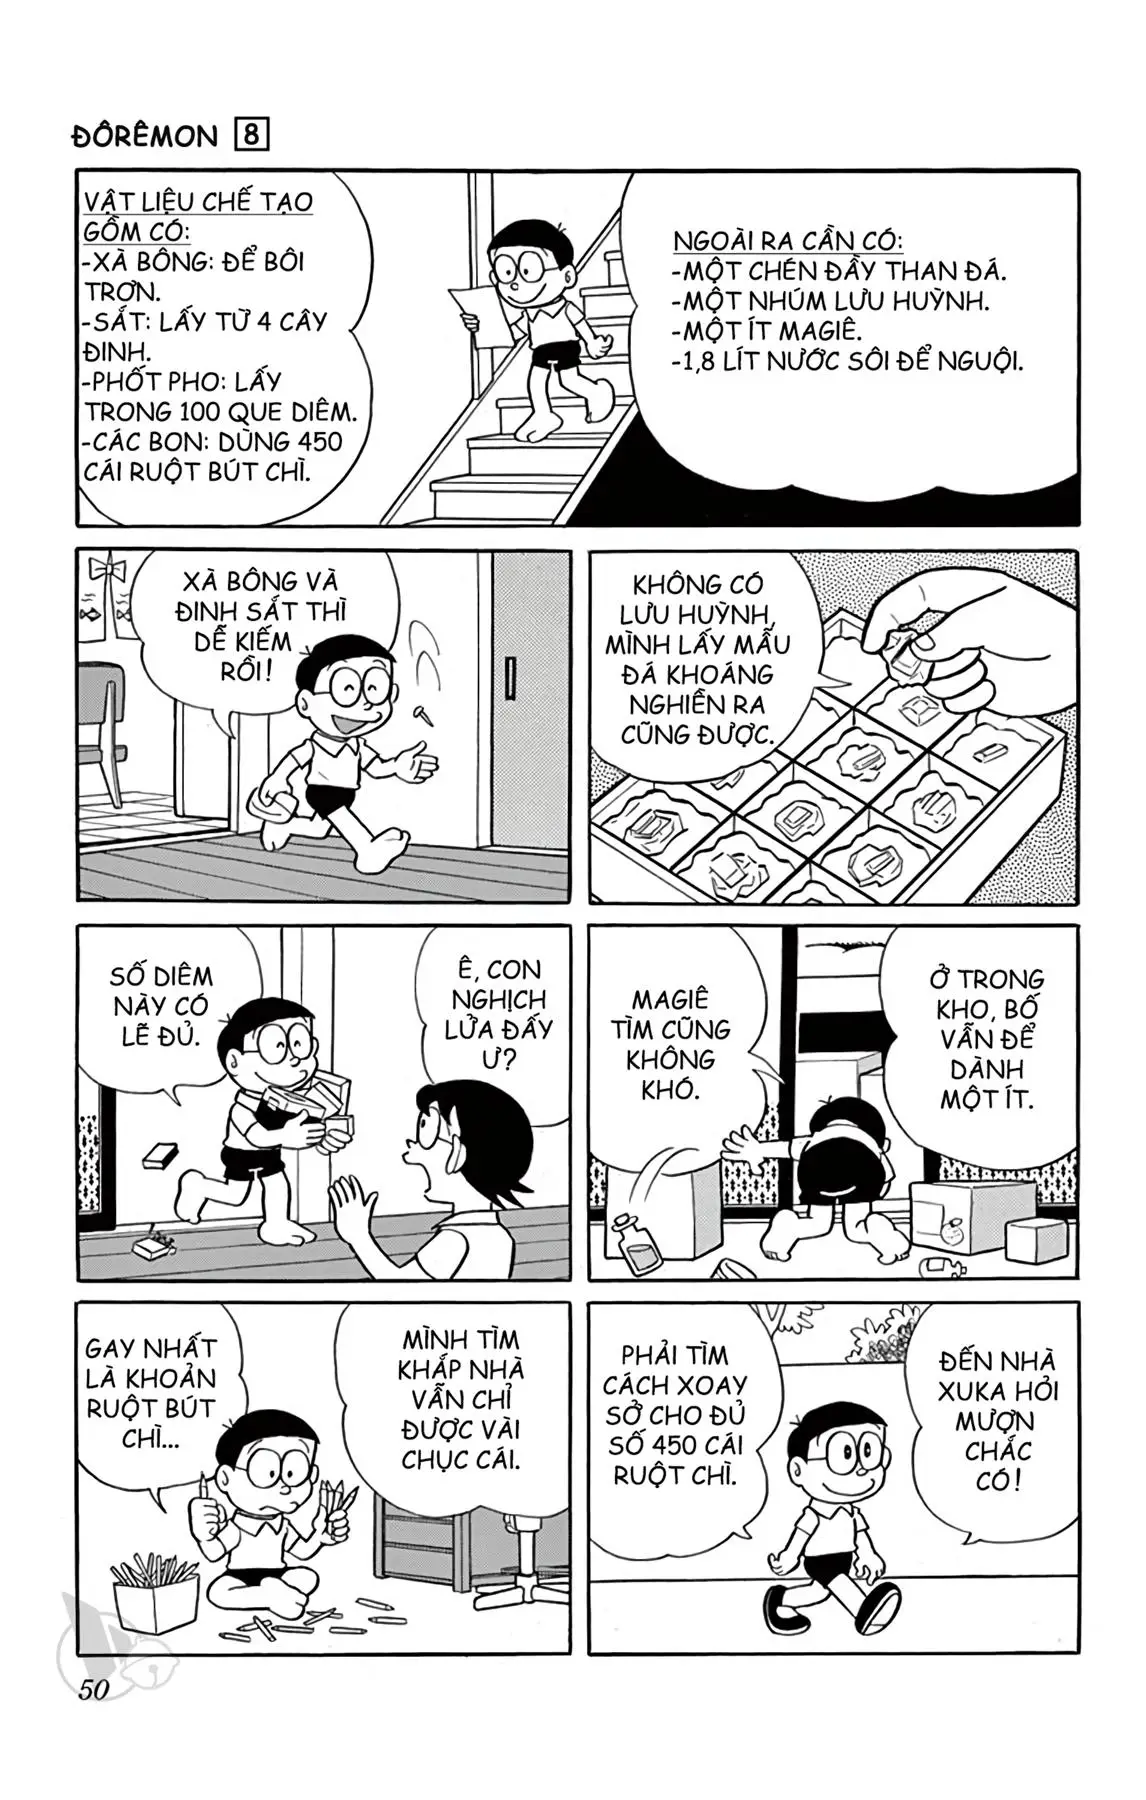 ĐÔRÊMON 8
VẬT LIỆU CHẾ TẠO
GỒM CÓ:
-XÀ BÔNG: ĐỂ BÔI
TRƠN.
-SẮT: LẤY TỪ 4 CÂY
ĐINH.
-PHỐT PHO: LẤY
TRONG 100 QUE DIÊM.
-CÁC BON: DÙNG 450
CÁI RUỘT BÚT CHÌ.
NGOÀI RA CẦN CÓ:
-MỘT CHÉN ĐẦY THAN ĐÁ.
-MỘT NHÚM LƯU HUỲNH.
-MỘT ÍT MAGIÊ.
-1,8 LÍT NƯỚC SÔI ĐỂ NGUỘI.
XÀ BÔNG VÀ
ĐINH SẮT THÌ
DỄ KIẾM
RỒI!
KHÔNG CÓ
LƯU HUỲNH,
MÌNH LẤY MẪU
ĐÁ KHOÁNG
NGHIỀN RA
CŨNG ĐƯỢC.
SỐ DIÊM
NÀY CÓ
LẼ ĐỦ.
Ê, CON
NGHỊCH
LỬA ĐẤY
Ư?
MAGIÊ
TÌM CŨNG
KHÔNG
KHÓ.
Ở TRONG
KHO, BỐ
VẪN ĐỂ
DÀNH
MỘT ÍT.
GAY NHẤT
LÀ KHOẢN
RUỘT BÚT
CHÌ...
MÌNH TÌM
KHẮP NHÀ
VẪN CHỈ
ĐƯỢC VÀI
CHỤC CÁI.
PHẢI TÌM
CÁCH XOAY
SỞ CHO ĐỦ
SỐ 450 CÁI
RUỘT CHÌ.
ĐẾN NHÀ
XUKA HỎI
MƯỢN
CHẮC
CÓ!
50